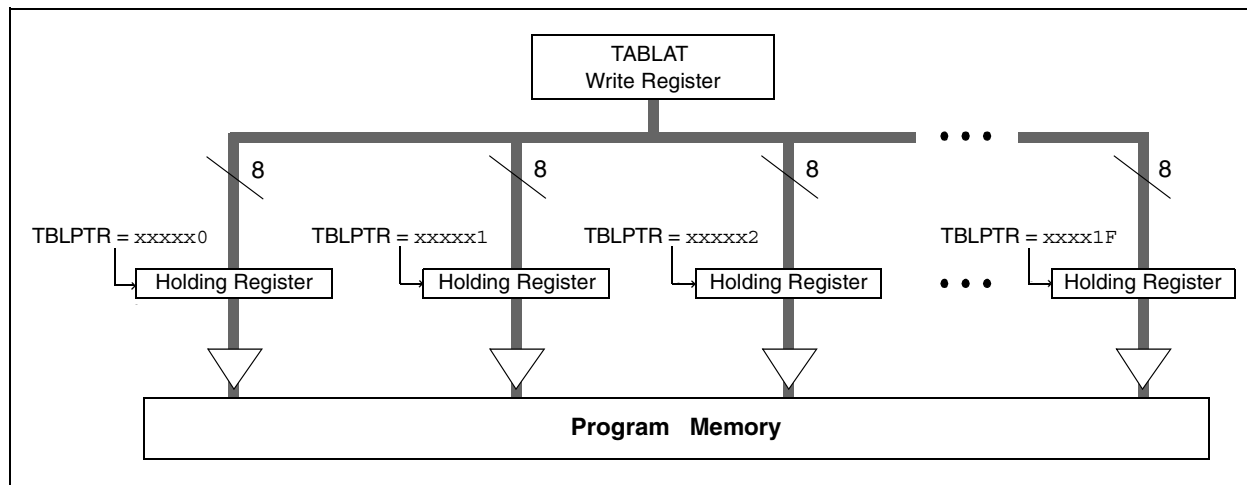 TABLAT
Write Register
8
8
8
8
TBLPTR = xxxxx0
TBLPTR = xxxxx1
TBLPTR = xxxxx2
TBLPTR = xxxx1F
Holding Register
Holding Register
Holding Register
Holding Register
Program Memory